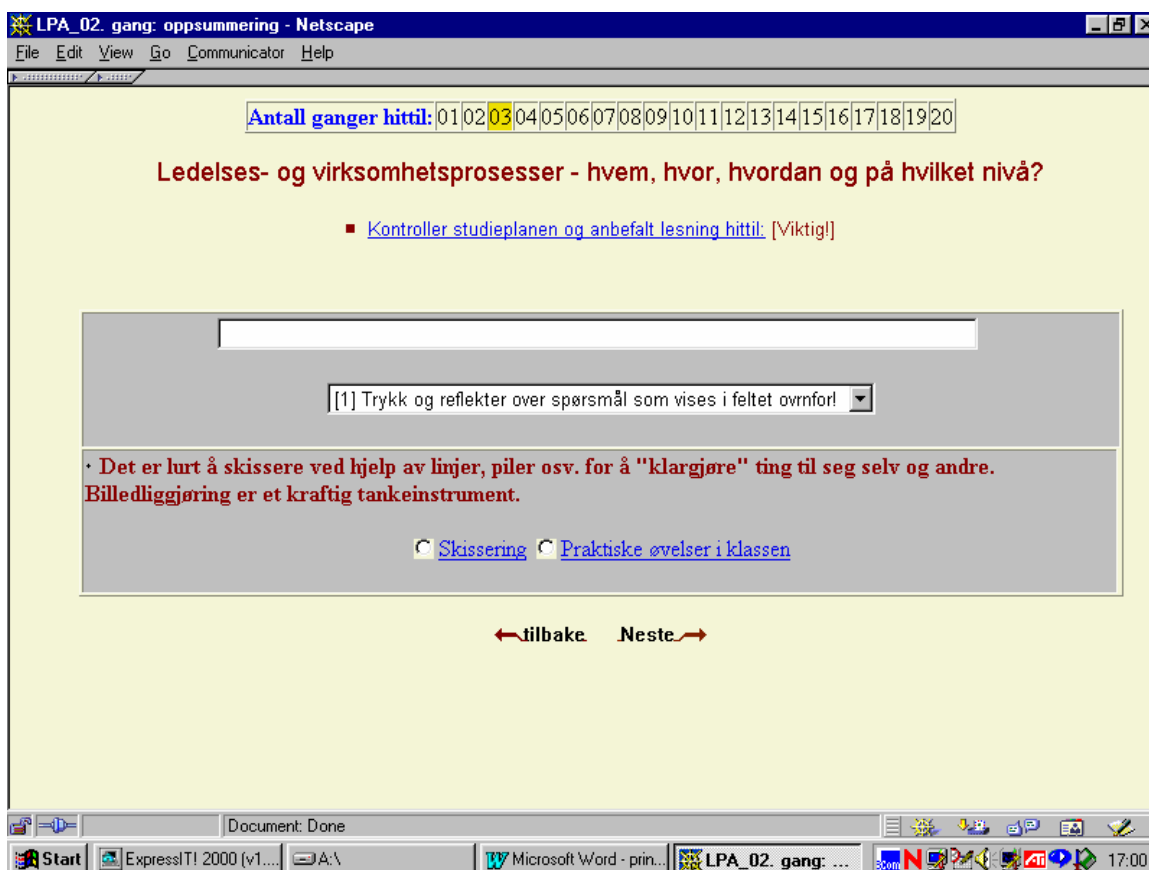 LPA_02. gang: oppsummering - Netscape
File Edit View Go Communicator Help
Antall ganger hittil: 01 02 03 04 05 06 07 08 09 10 11 12 13 14 15 16 17 18 19 20
Ledelses- og virksomhetsprosesser - hvem, hvor, hvordan og på hvilket nivå?
Kontroller studieplanen og anbefalt lesning hittil: [Viktig!]
[1] Trykk og reflekter over spørsmål som vises i feltet ovrnfor!
· Det er lurt å skissere ved hjelp av linjer, piler osv. for å "klargjøre" ting til seg selv og andre.
Billedliggjøring er et kraftig tankeinstrument.
Skissering Praktiske øvelser i klassen
tilbake Neste
Document: Done
Start ExpressIT! 2000 (v1.... A:\ Microsoft Word - prin... LPA_02. gang: ... 3com N ATI 17:00